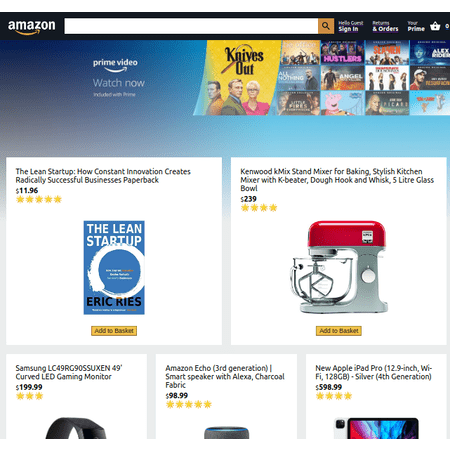 amazon
Hello Guest
Sign In
Returns
& Orders
Your
Prime
0
prime video
Watch now
Included with Prime
Knives
Out
HUSTLERS
ALEX
RIDER
ANGEL
The Lean Startup: How Constant Innovation Creates
Radically Successful Businesses Paperback
$11.96
THE LEAN
STARTUP
ERIC RIES
Add to Basket
Kenwood kMix Stand Mixer for Baking, Stylish Kitchen
Mixer with K-beater, Dough Hook and Whisk, 5 Litre Glass
Bowl
$239
Add to Basket
Samsung LC49RG90SSUXEN 49'
Curved LED Gaming Monitor
$199.99
Amazon Echo (3rd generation) |
Smart speaker with Alexa, Charcoal
Fabric
$98.99
New Apple iPad Pro (12.9-inch, Wi-
Fi, 128GB) - Silver (4th Generation)
$598.99